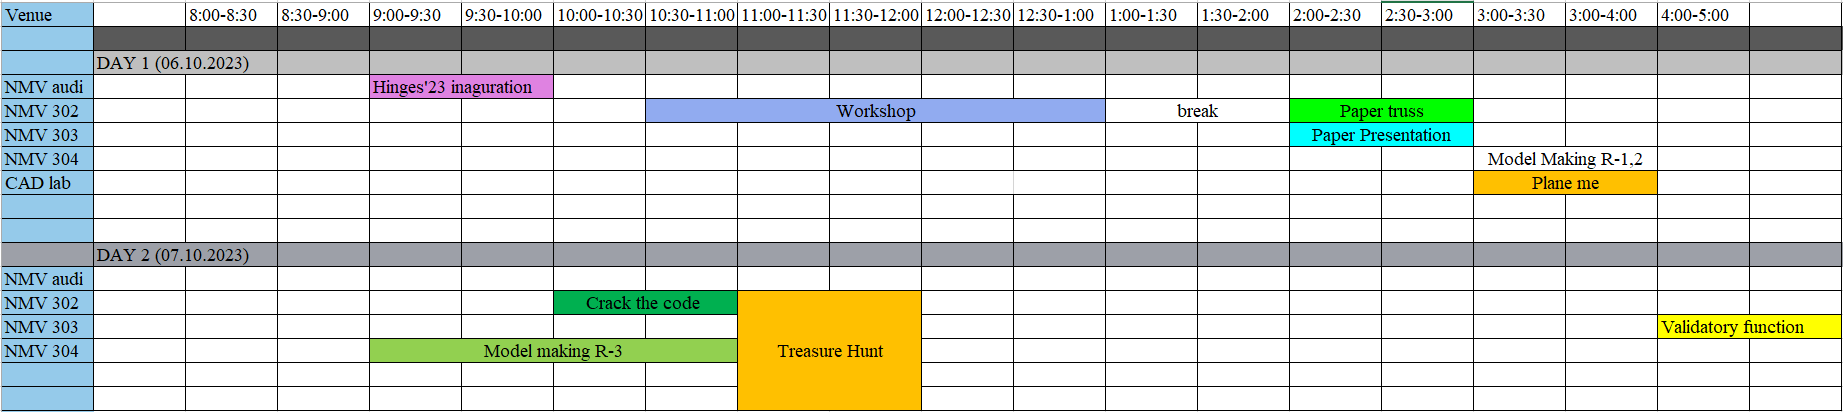 Venue 8:00-8:30 8:30-9:00 9:00-9:30 9:30-10:00 10:00-10:30 10:30-11:00 11:00-11:30 11:30-12:00 12:00-12:30 12:30-1:00 1:00-1:30 1:30-2:00 2:00-2:30 2:30-3:00 3:00-3:30 3:00-4:00 4:00-5:00
DAY 1 (06.10.2023)
NMV audi Hinges'23 inaguration
NMV 302 Workshop break Paper truss
NMV 303 Paper Presentation
NMV 304 Model Making R-1,2
CAD lab Plane me
DAY 2 (07.10.2023)
NMV audi
NMV 302 Crack the code
NMV 303 Validatory function
NMV 304 Model making R-3 Treasure Hunt